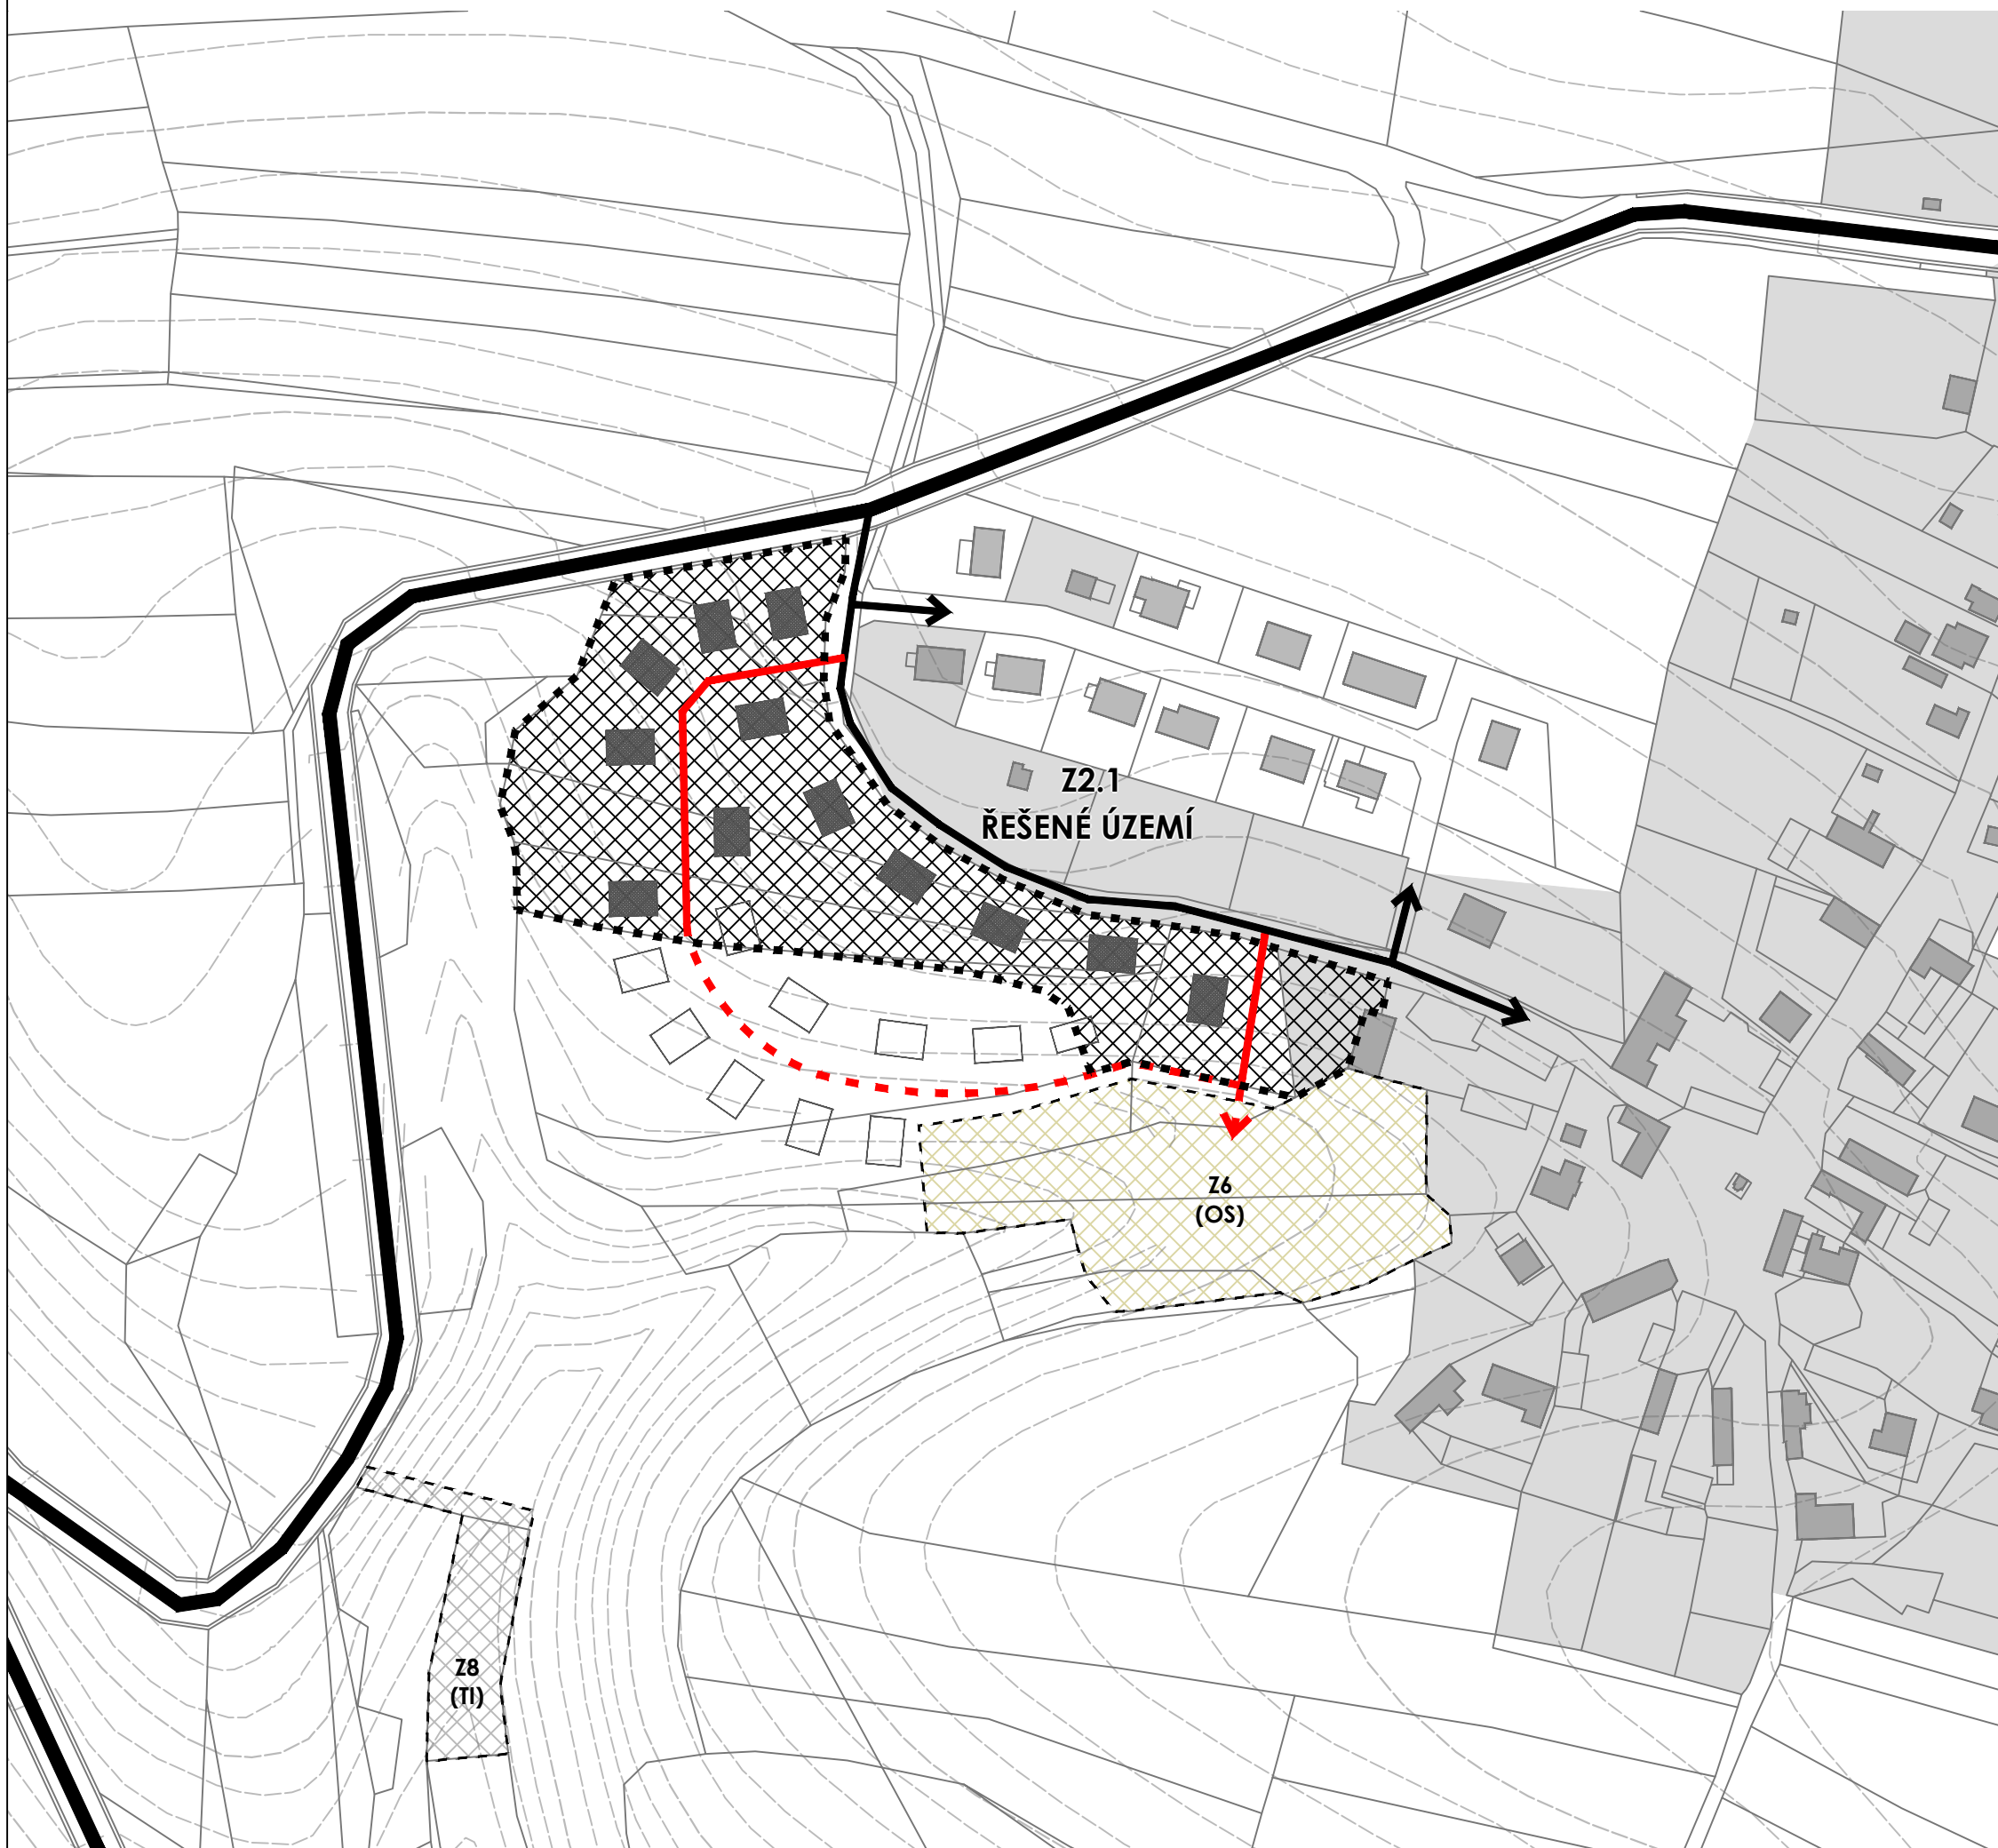 Z2.1
ŘEŠENÉ ÚZEMÍ
Z6
(OS)
Z8
(TI)